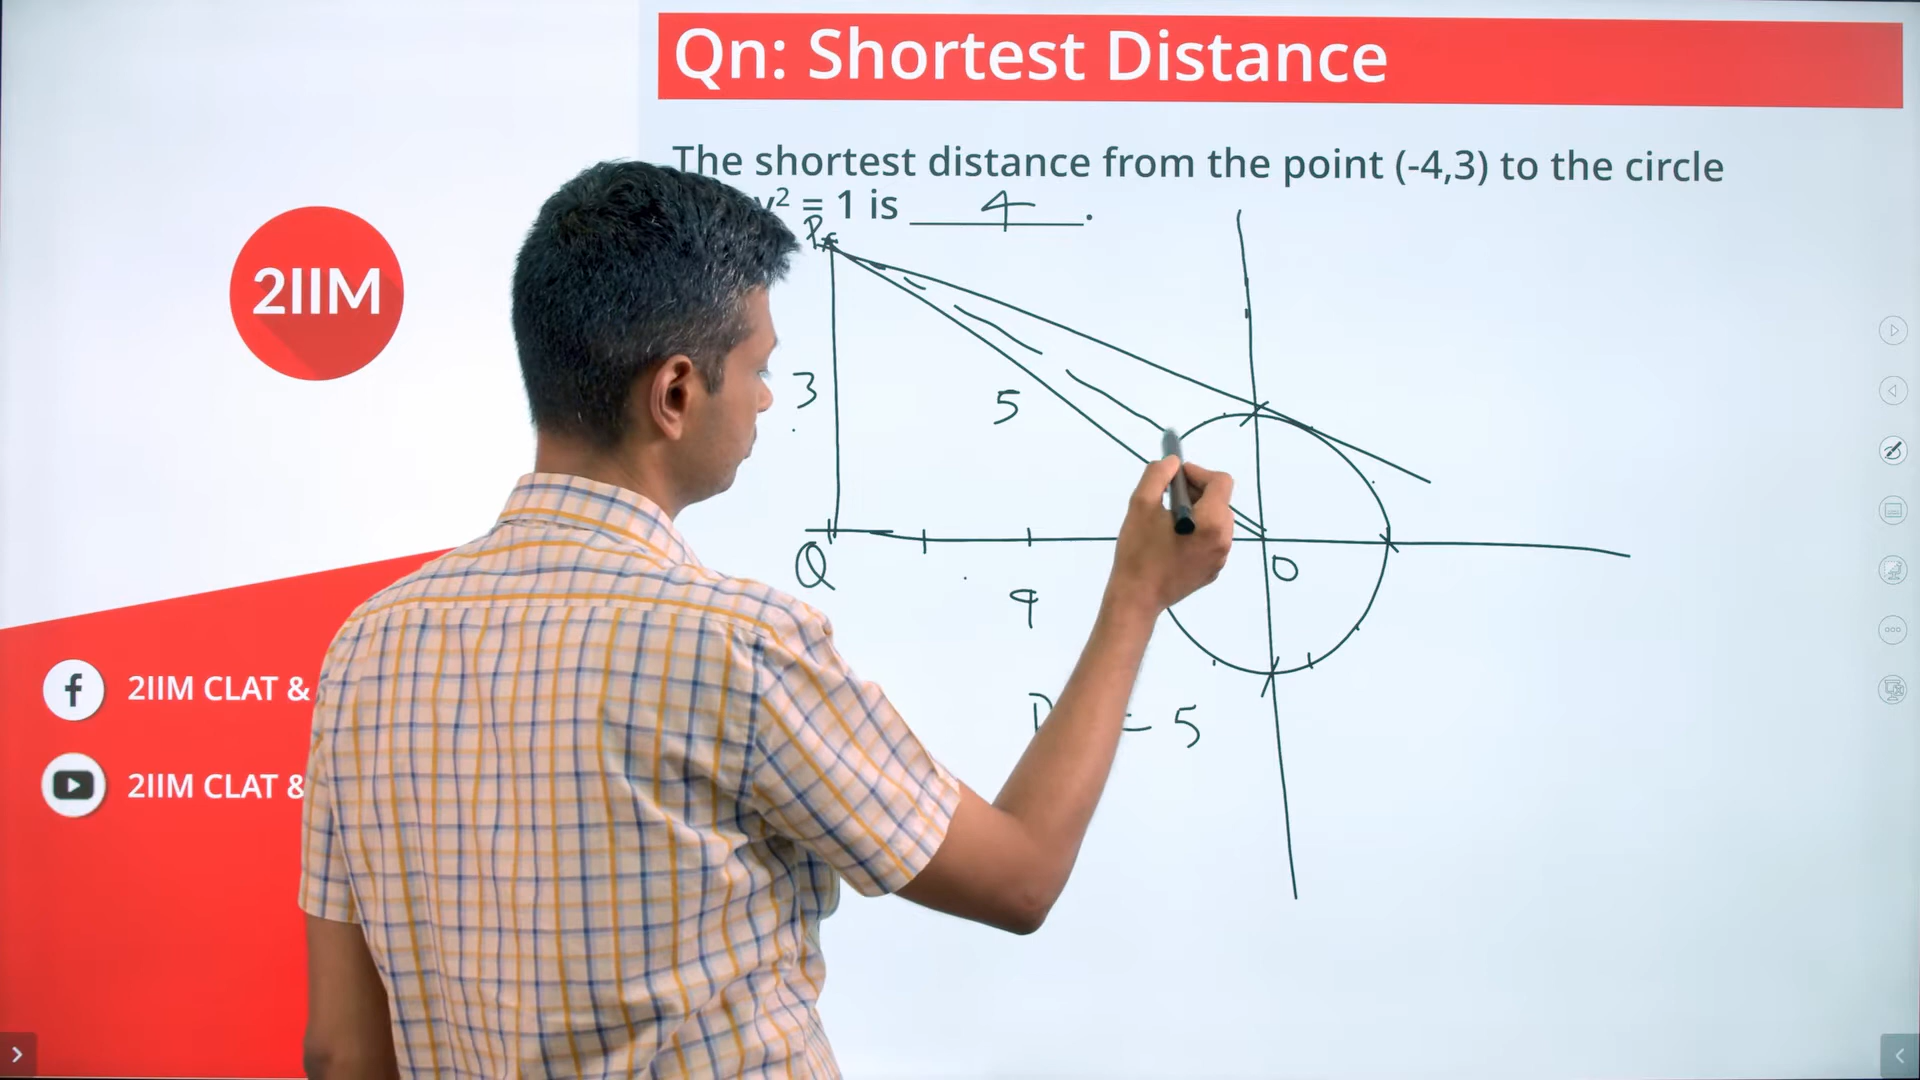 Qn: Shortest Distance
The shortest distance from the point (-4,3) to the circle
y² = 1 is 4.
P
2IIM
3
5
Q
O
9
= 5
2IIM CLAT &
2IIM CLAT &